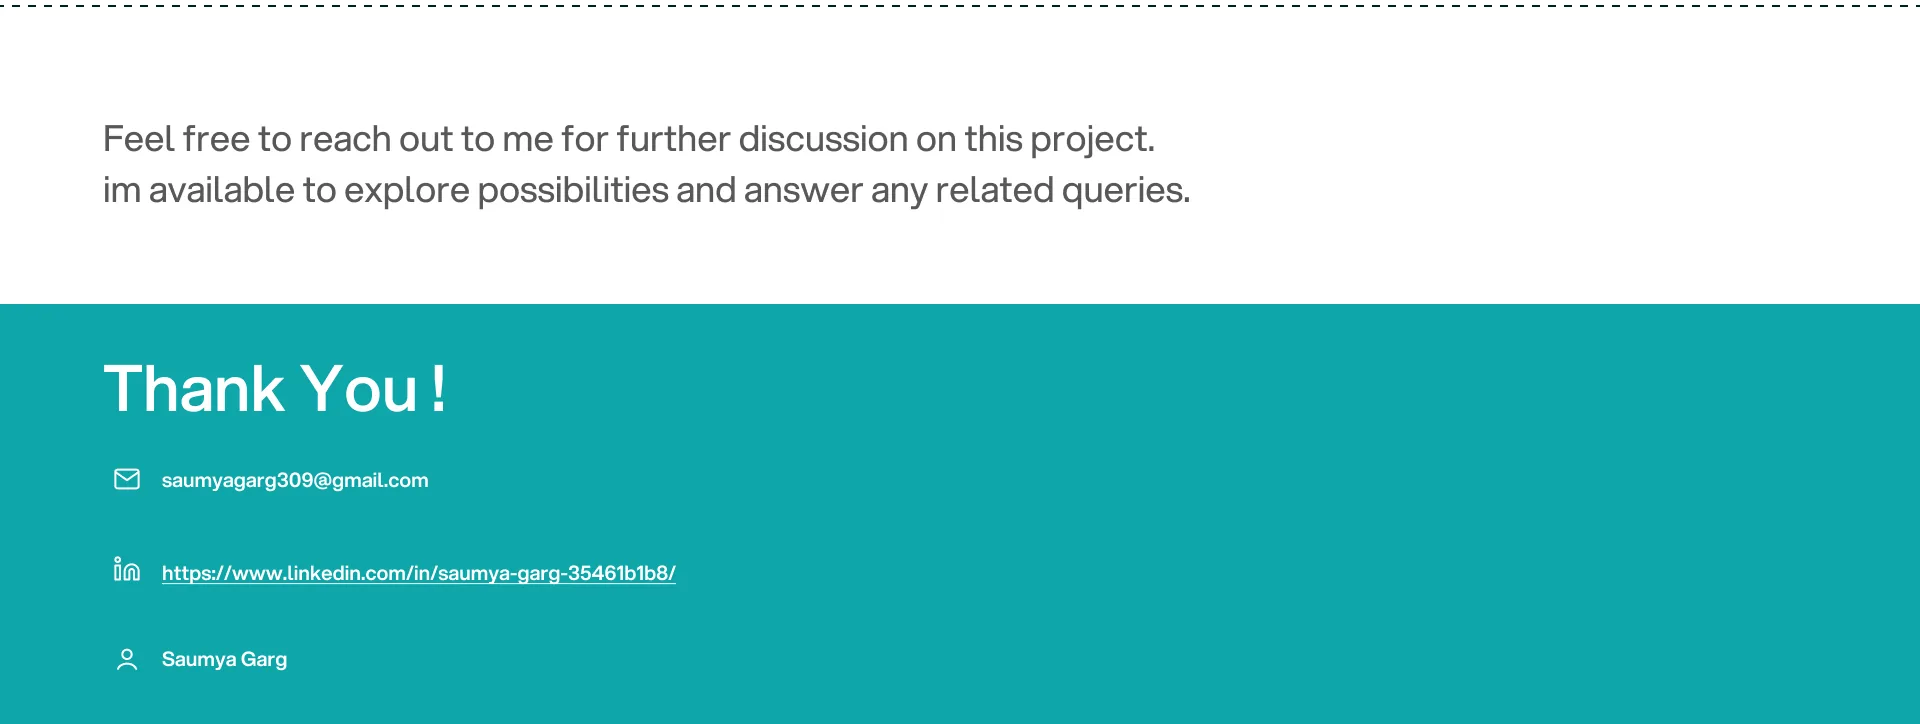 Feel free to reach out to me for further discussion on this project.
im available to explore possibilities and answer any related queries.
Thank You !
saumyagarg309@gmail.com
https://www.linkedin.com/in/saumya-garg-35461b1b8/
Saumya Garg